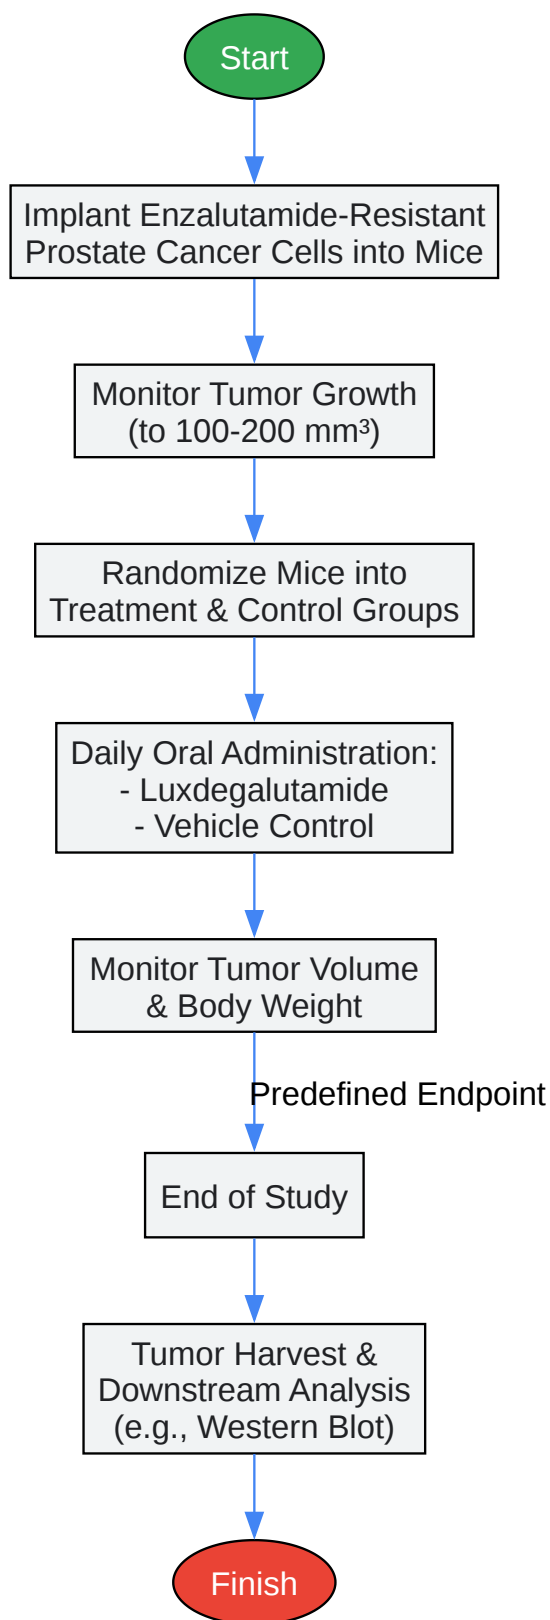 Start
Implant Enzalutamide-Resistant
Prostate Cancer Cells into Mice
Monitor Tumor Growth
(to 100-200 mm³)
Randomize Mice into
Treatment & Control Groups
Daily Oral Administration:
- Luxdegalutamide
- Vehicle Control
Monitor Tumor Volume
& Body Weight
Predefined Endpoint
End of Study
Tumor Harvest &
Downstream Analysis
(e.g., Western Blot)
Finish